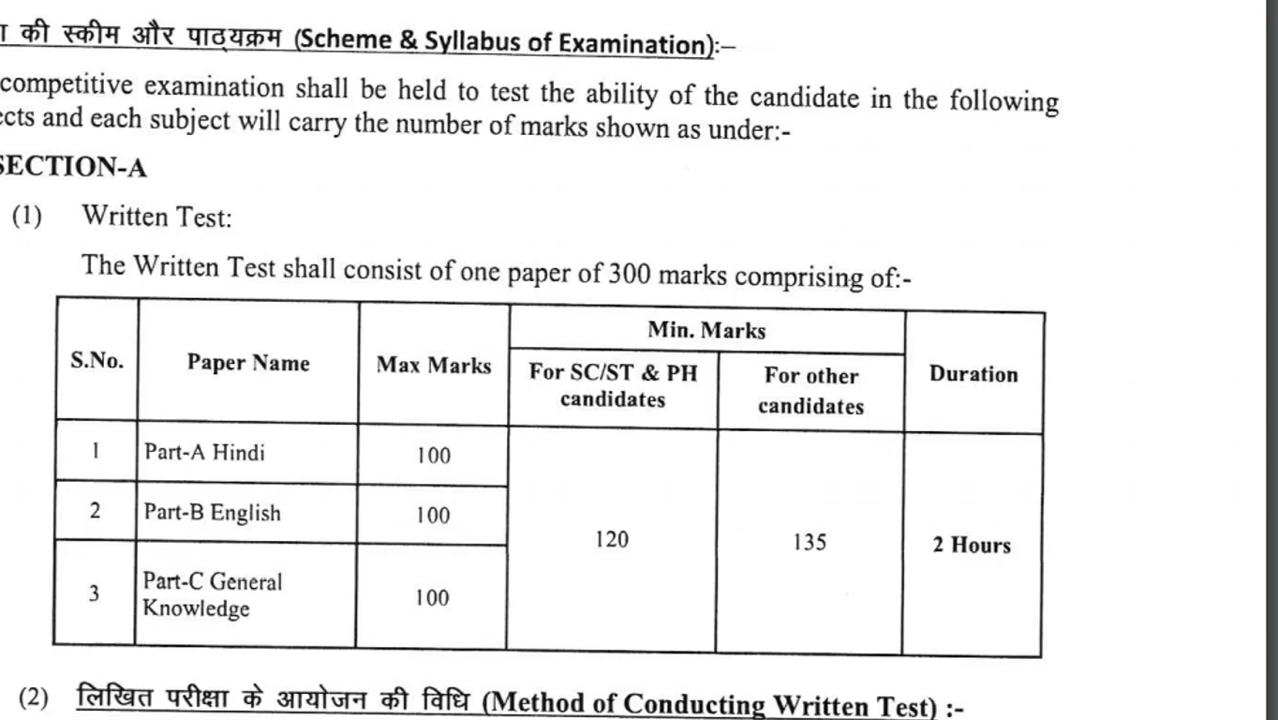 की स्कीम और पाठ्यक्रम (Scheme & Syllabus of Examination):–
competitive examination shall be held to test the ability of the candidate in the following
and each subject will carry the number of marks shown as under:-
SECTION-A
(1) Written Test:
The Written Test shall consist of one paper of 300 marks comprising of:-
S.No. Paper Name Max Marks Min. Marks Duration
For SC/ST & PH candidates For other candidates
1 Part-A Hindi 100
2 Part-B English 100
120 135 2 Hours
3 Part-C General Knowledge 100
(2) लिखित परीक्षा के आयोजन की विधि (Method of Conducting Written Test) :-